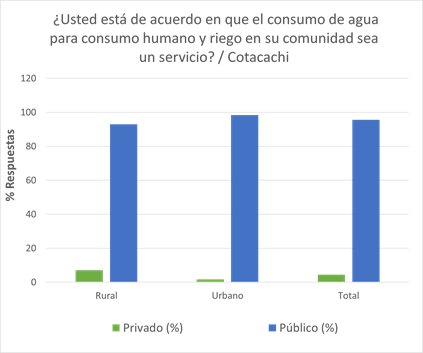 ¿Usted está de acuerdo en que el consumo de agua
para consumo humano y riego en su comunidad sea
un servicio? / Cotacachi
% Respuestas
120
100
80
60
40
20
0
Rural
Urbano
Total
Privado (%)
Público (%)